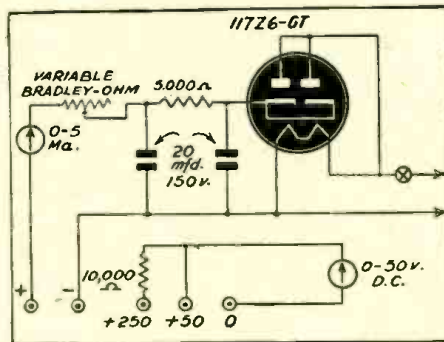 117Z6-GT
VARIABLE
BRADLEY-OHM
5.000 Ω
0-5
Ma.
20
m/d.
150 v.
10,000
Ω
0-50 v.
D.C.
+
-
+250
+50
0